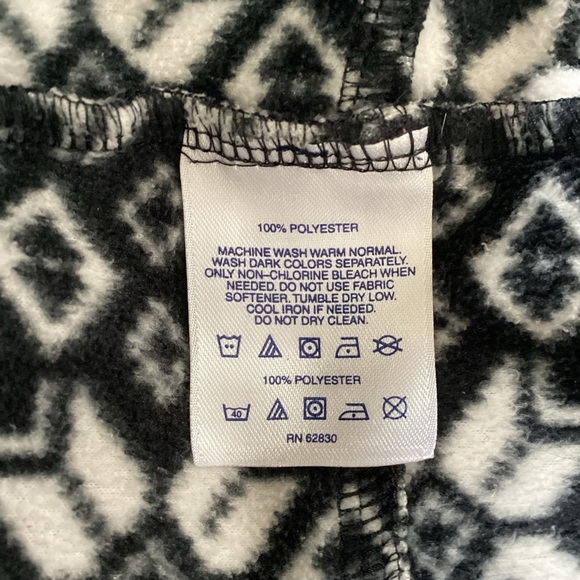 100% POLYESTER
MACHINE WASH WARM NORMAL.
WASH DARK COLORS SEPARATELY.
ONLY NON-CHLORINE BLEACH WHEN
NEEDED. DO NOT USE FABRIC
SOFTENER. TUMBLE DRY LOW.
COOL IRON IF NEEDED.
DO NOT DRY CLEAN.
100% POLYESTER
40
RN 62830